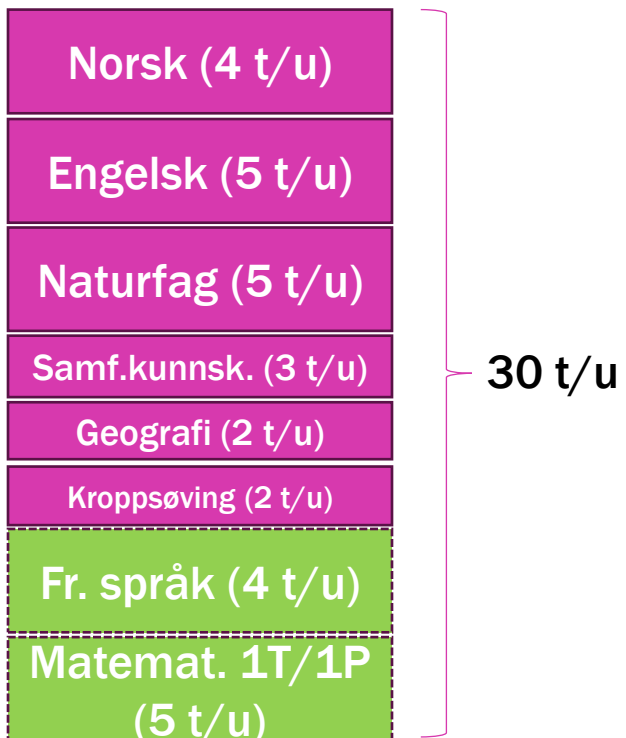 Norsk (4 t/u)
Engelsk (5 t/u)
Naturfag (5 t/u)
Samf.kunnsk. (3 t/u)
Geografi (2 t/u)
Kroppsøving (2 t/u)
Fr. språk (4 t/u)
Matemat. 1T/1P
(5 t/u)
30 t/u